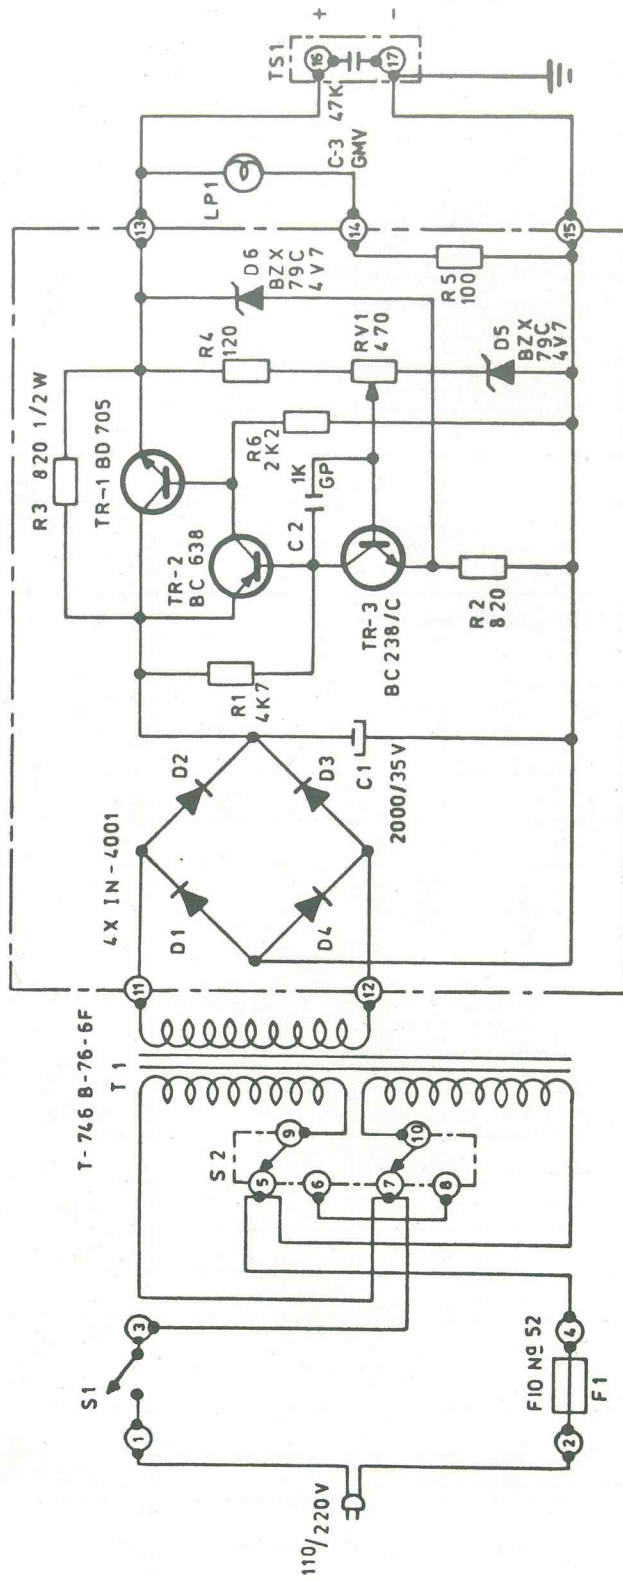 110/220V
S1
1
3
2
F1
FIO Nº 52
4
T-746 B-76-6F
T1
S2
5
9
6
7
10
8
11
12
4X IN-4001
D1
D2
D4
D3
C1
2000/35V
R1
4K7
R3 820 1/2W
TR-1 BD 705
TR-2
BC 638
C2
1K
GP
TR-3
BC 238/C
R2
820
R6
2K2
R4
120
RV1
470
D5
BZX
79C
4V7
D6
BZX
79C
4V7
R5
100
13
14
15
LP1
C-3
GMV
47K
TS1
16
17
+
-